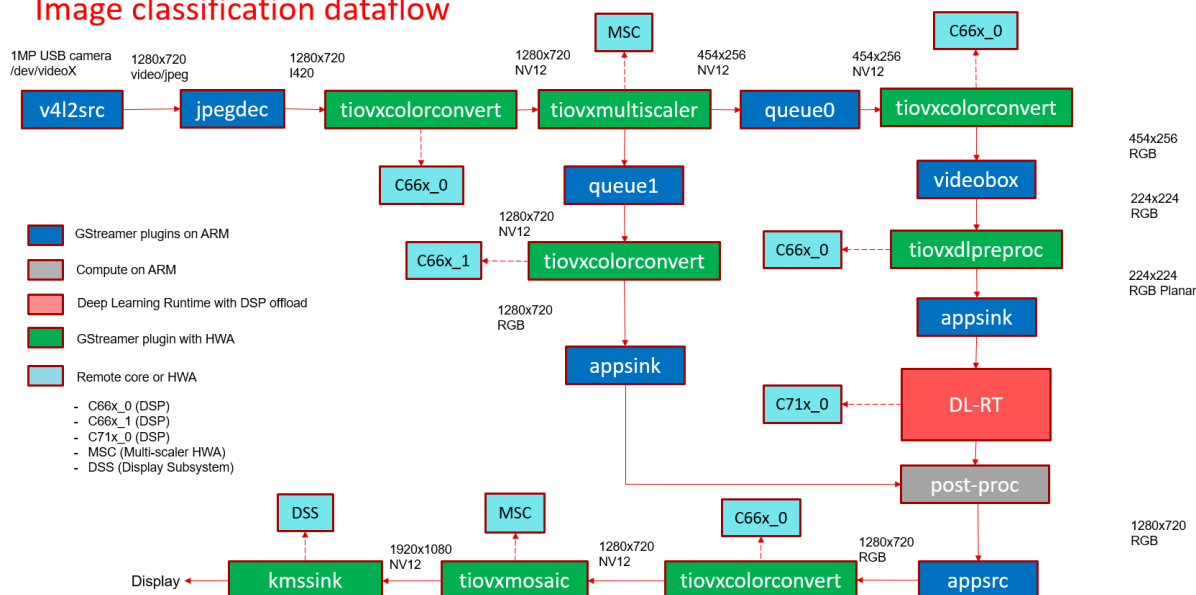 Image classification dataflow
1MP USB camera
/dev/videoX
1280x720
video/jpeg
1280x720
I420
1280x720
NV12
MSC
454x256
NV12
454x256
NV12
C66x_0
v4l2src
jpegdec
tiovxcolorconvert
tiovxmultiscaler
queue0
tiovxcolorconvert
454x256
RGB
C66x_0
queue1
videobox
224x224
RGB
1280x720
NV12
C66x_1
tiovxcolorconvert
C66x_0
tiovxdlpreproc
224x224
RGB Planar
1280x720
RGB
appsink
appsink
C71x_0
DL-RT
post-proc
GStreamer plugins on ARM
Compute on ARM
Deep Learning Runtime with DSP offload
GStreamer plugin with HWA
Remote core or HWA
- C66x_0 (DSP)
- C66x_1 (DSP)
- C71x_0 (DSP)
- MSC (Multi-scaler HWA)
- DSS (Display Subsystem)
DSS
MSC
C66x_0
1280x720
RGB
1920x1080
NV12
1280x720
NV12
1280x720
RGB
Display
kmssink
tiovxmosaic
tiovxcolorconvert
appsrc